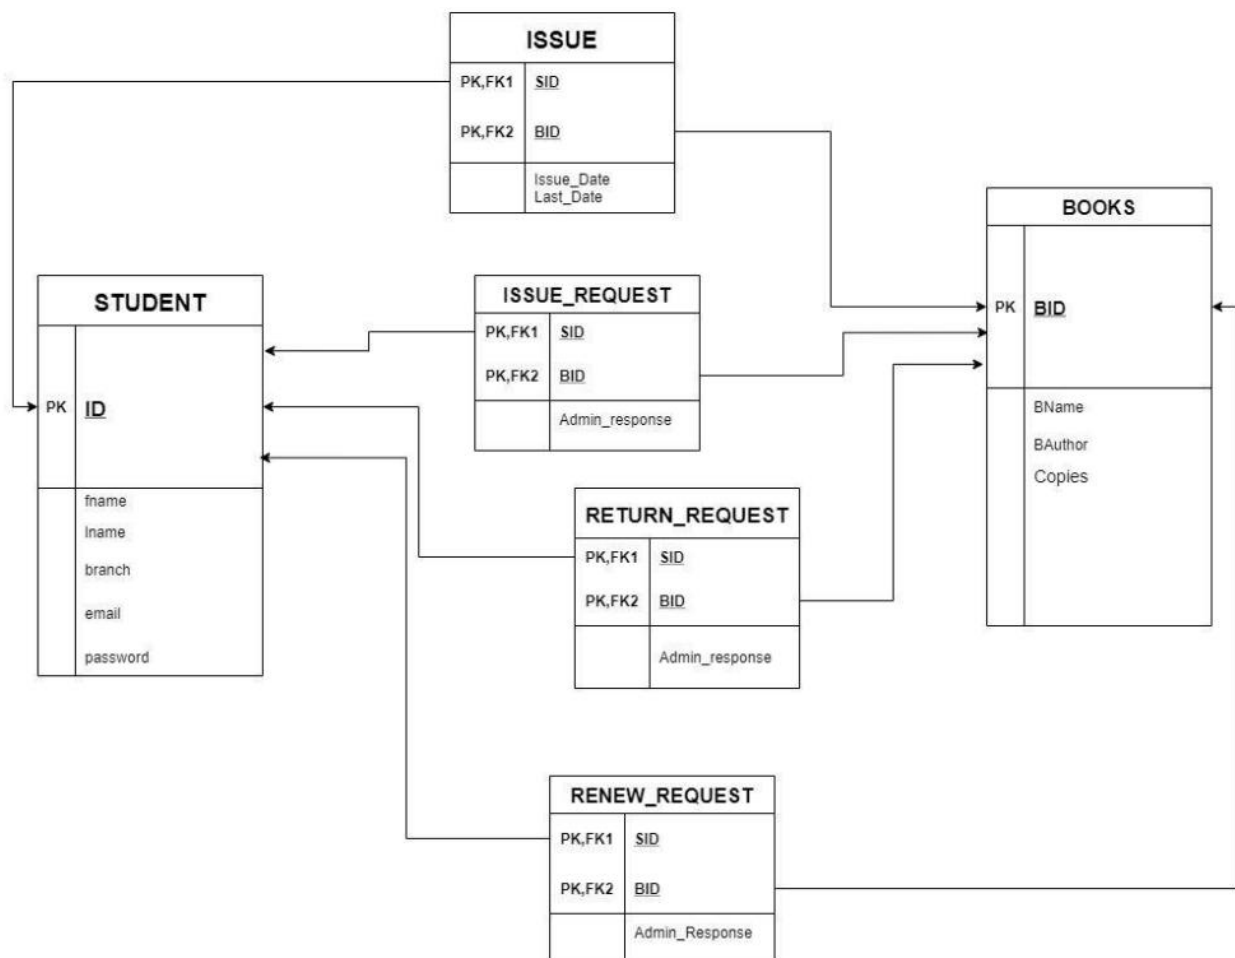 ISSUE
PK,FK1 SID
PK,FK2 BID
Issue_Date
Last_Date
BOOKS
PK BID
BName
BAuthor
Copies
STUDENT
PK ID
fname
lname
branch
email
password
ISSUE_REQUEST
PK,FK1 SID
PK,FK2 BID
Admin_response
RETURN_REQUEST
PK,FK1 SID
PK,FK2 BID
Admin_response
RENEW_REQUEST
PK,FK1 SID
PK,FK2 BID
Admin_Response